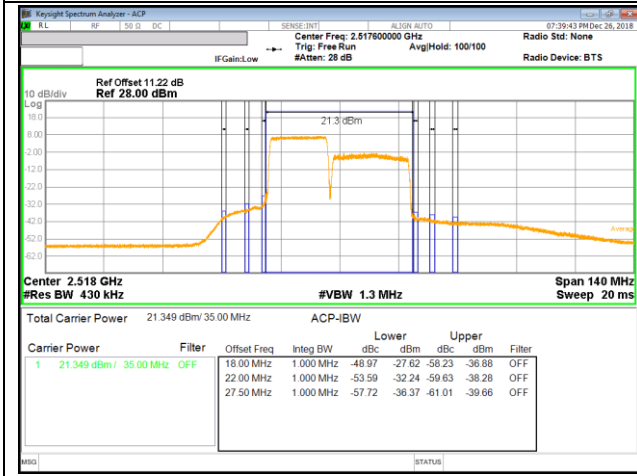 Keysight Spectrum Analyzer - ACP
RL RF 50 Ω DC SENSE:INT ALIGN AUTO 07:39:43 PM Dec 26, 2018
Center Freq: 2.517600000 GHz Radio Std: None
Trig: Free Run Avg|Hold: 100/100
IFGain:Low #Atten: 28 dB Radio Device: BTS
Ref Offset 11.22 dB
10 dB/div Ref 28.00 dBm
Log
18.0
8.00
-2.00
-12.0
-22.0
-32.0
-42.0
-52.0
-62.0
21.3 dBm
Average
Center 2.518 GHz Span 140 MHz
#Res BW 430 kHz #VBW 1.3 MHz Sweep 20 ms
Total Carrier Power 21.349 dBm/ 35.00 MHz ACP-IBW
Lower Upper
Carrier Power Filter Offset Freq Integ BW dBc dBm dBc dBm Filter
1 21.349 dBm / 35.00 MHz OFF 18.00 MHz 1.000 MHz -48.97 -27.62 -58.23 -36.88 OFF
22.00 MHz 1.000 MHz -53.59 -32.24 -59.63 -38.28 OFF
27.50 MHz 1.000 MHz -57.72 -36.37 -61.01 -39.66 OFF
MSG STATUS